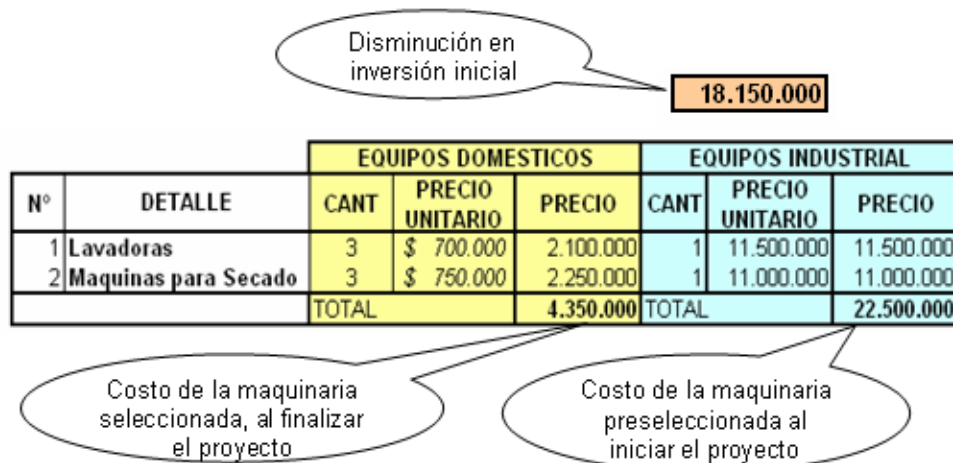 Disminución en
inversión inicial
18.150.000
EQUIPOS DOMESTICOS EQUIPOS INDUSTRIAL
Nº DETALLE CANT PRECIO UNITARIO PRECIO CANT PRECIO UNITARIO PRECIO
1 Lavadoras 3 $ 700.000 2.100.000 1 11.500.000 11.500.000
2 Maquinas para Secado 3 $ 750.000 2.250.000 1 11.000.000 11.000.000
TOTAL 4.350.000 TOTAL 22.500.000
Costo de la maquinaria
seleccionada, al finalizar
el proyecto
Costo de la maquinaria
preseleccionada al
iniciar el proyecto